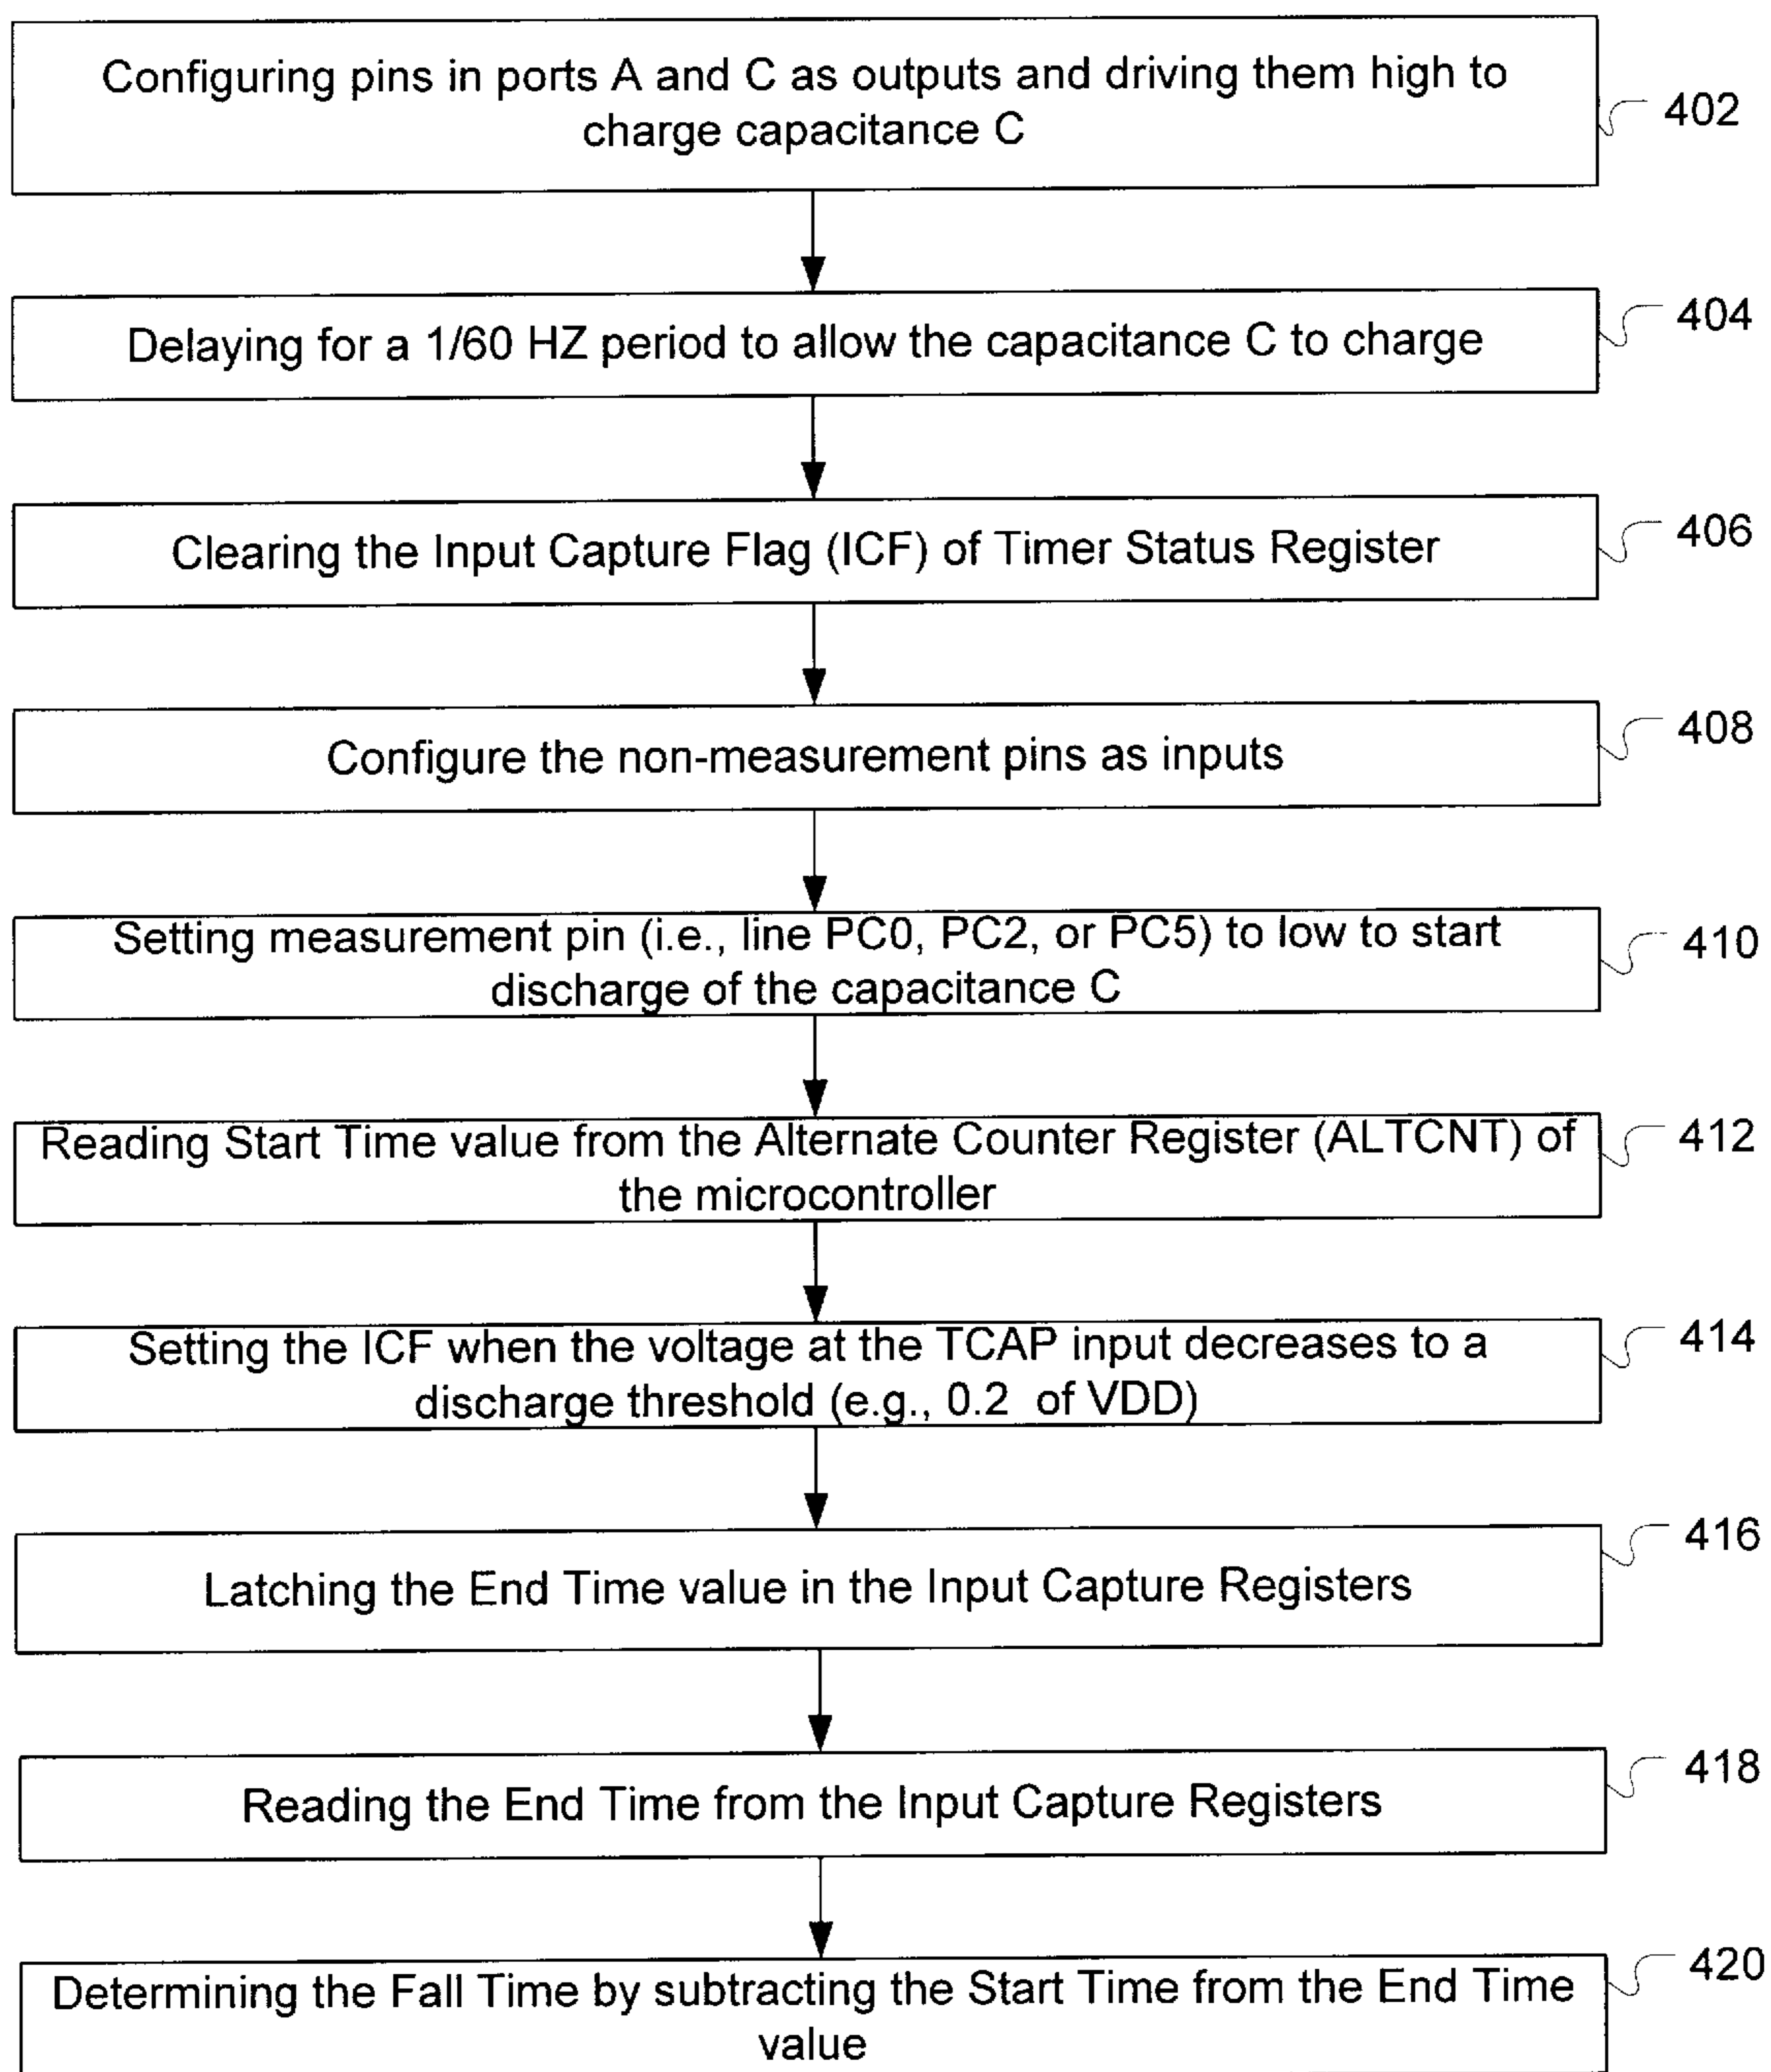 Configuring pins in ports A and C as outputs and driving them high to
charge capacitance C
402
Delaying for a 1/60 HZ period to allow the capacitance C to charge
404
Clearing the Input Capture Flag (ICF) of Timer Status Register
406
Configure the non-measurement pins as inputs
408
Setting measurement pin (i.e., line PC0, PC2, or PC5) to low to start
discharge of the capacitance C
410
Reading Start Time value from the Alternate Counter Register (ALTCNT) of
the microcontroller
412
Setting the ICF when the voltage at the TCAP input decreases to a
discharge threshold (e.g., 0.2 of VDD)
414
Latching the End Time value in the Input Capture Registers
416
Reading the End Time from the Input Capture Registers
418
Determining the Fall Time by subtracting the Start Time from the End Time
value
420